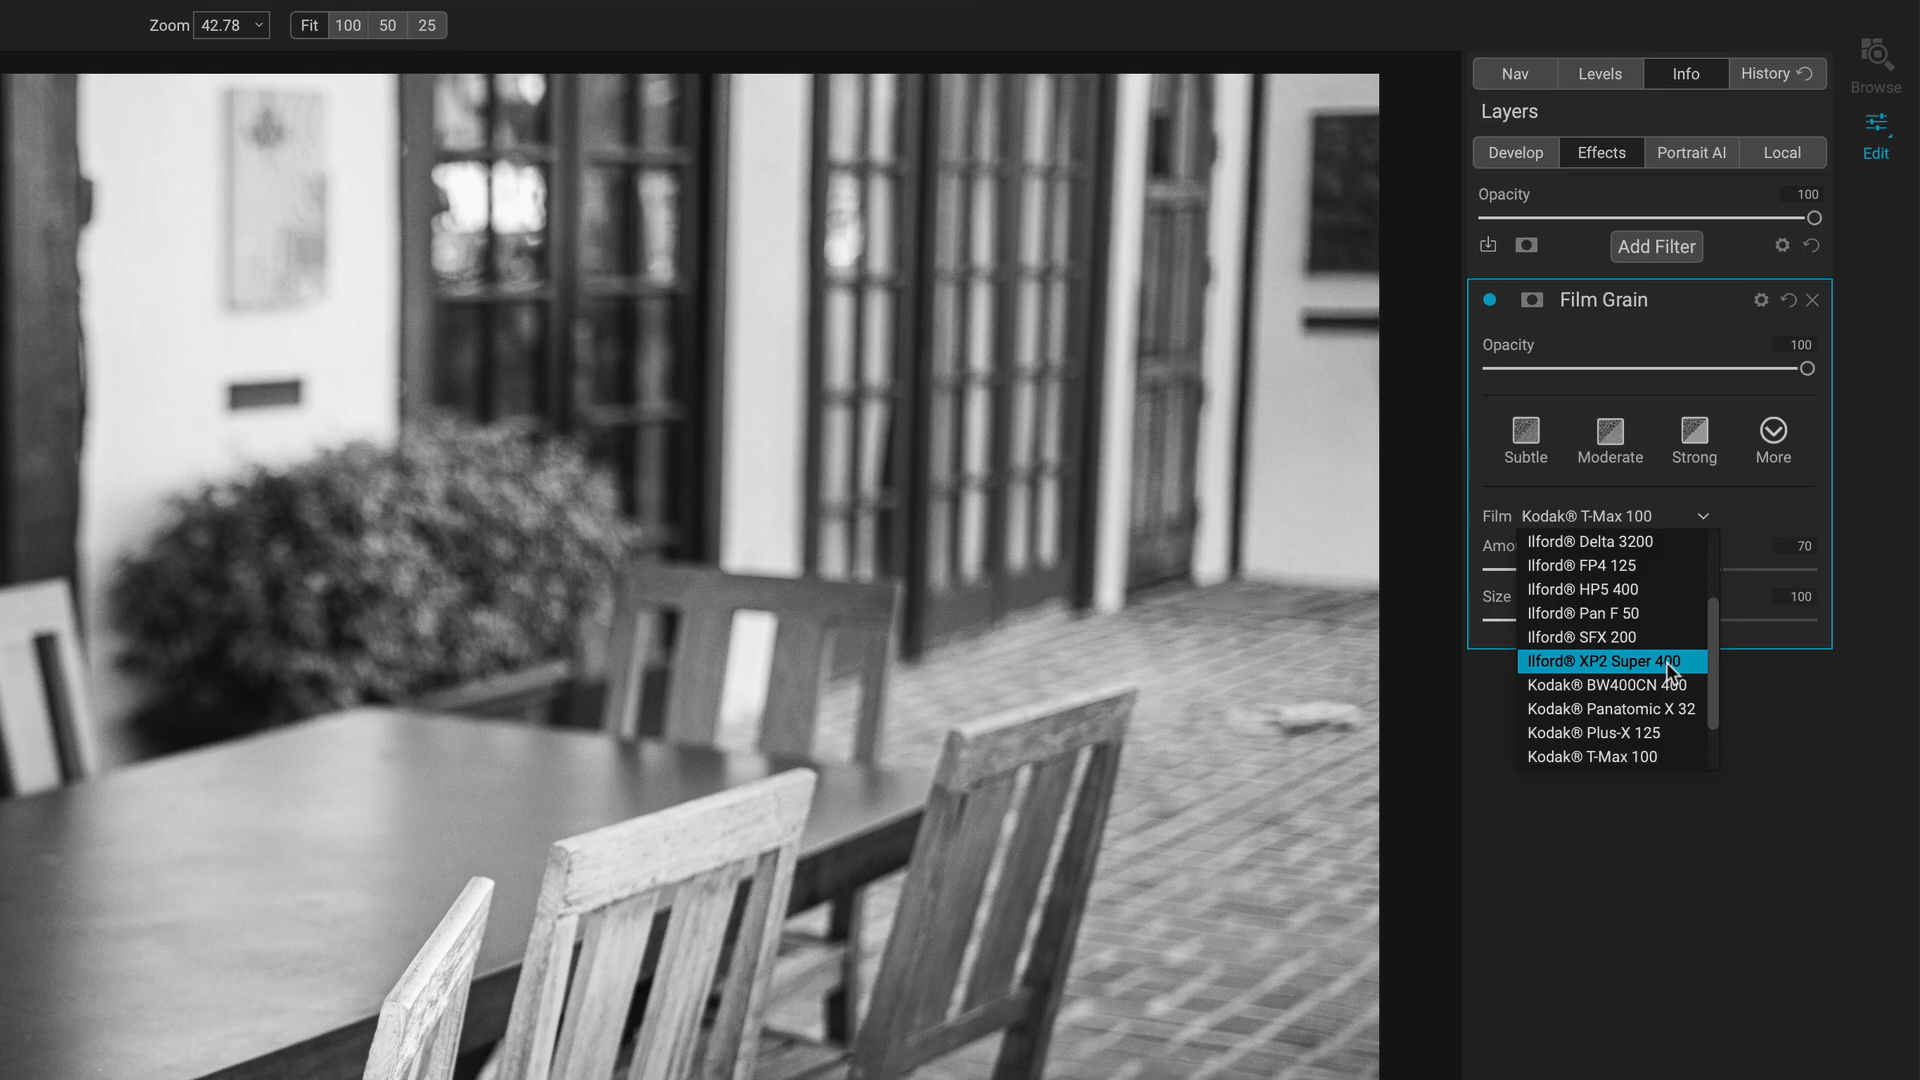 Zoom 42.78 Fit 100 50 25
Browse
Edit
Nav Levels Info History
Layers
Develop Effects Portrait AI Local
Opacity 100
Add Filter
Film Grain
Opacity 100
Subtle Moderate Strong More
Film Kodak® T-Max 100
Ilford® Delta 3200
Amo 70
Ilford® FP4 125
Ilford® HP5 400
Size 100
Ilford® Pan F 50
Ilford® SFX 200
Ilford® XP2 Super 400
Kodak® BW400CN 400
Kodak® Panatomic X 32
Kodak® Plus-X 125
Kodak® T-Max 100